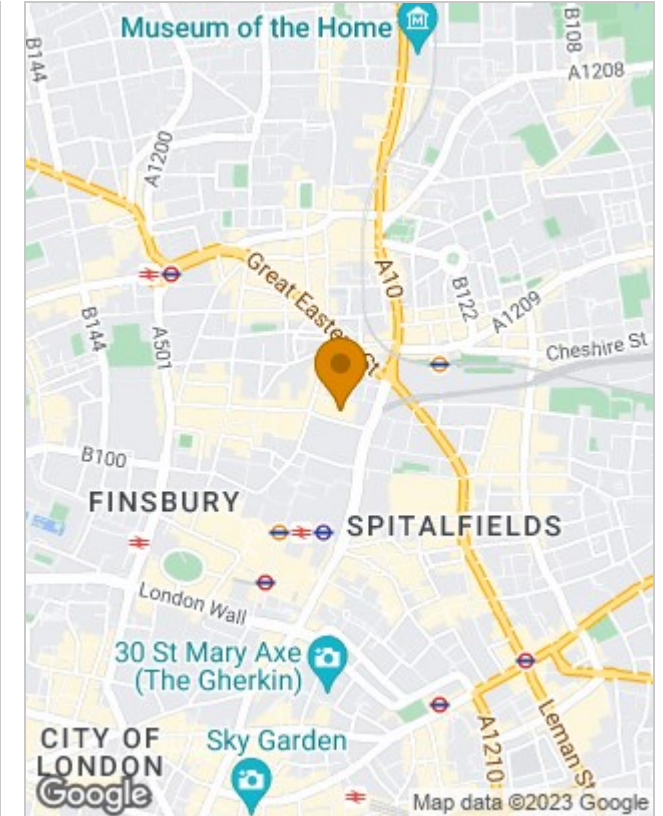 Museum of the Home
B108
B144
A1208
A1200
Great Eastern St
A10
B122
A1209
B144
A501
Cheshire St
B100
FINSBURY
SPITALFIELDS
London Wall
30 St Mary Axe
(The Gherkin)
CITY OF
LONDON
Sky Garden
A1210
Leman St
Google
Map data ©2023 Google